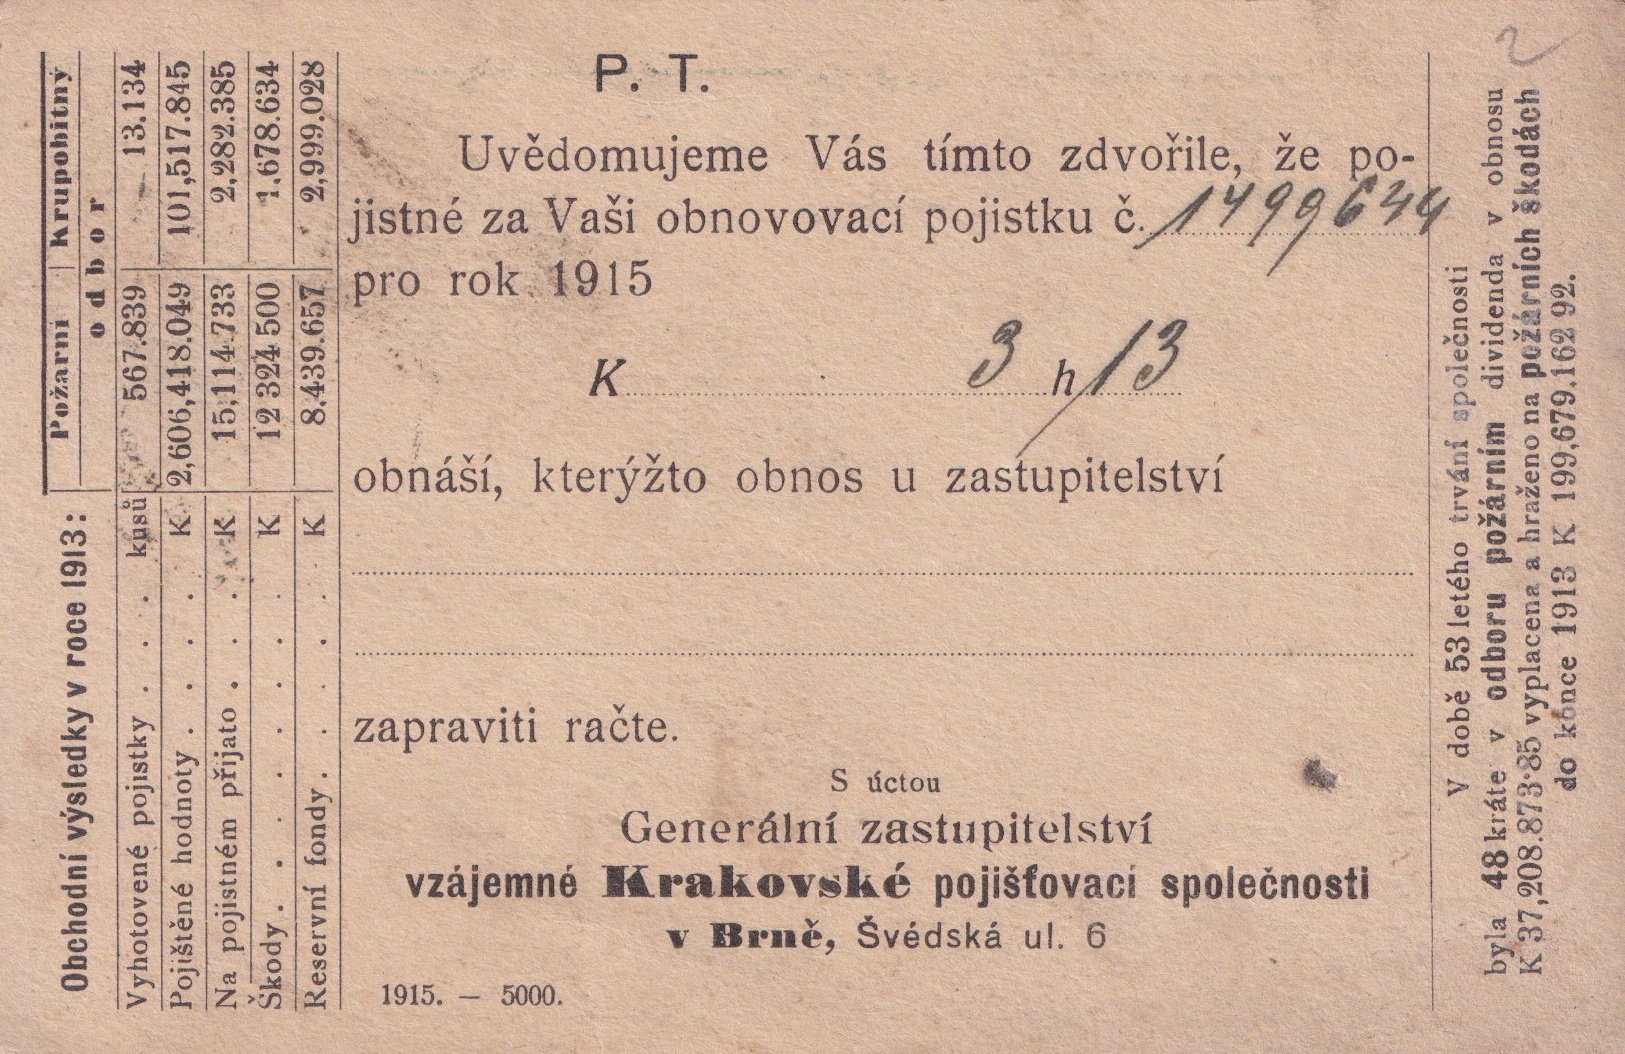 Obchodní výsledky v roce 1913:
Požární Krupobitný
odbor
Vyhotovené pojistky . . . kusů 567.839 13.134
Pojištěné hodnoty . . . . K 2,606,418.049 101,517.845
Na pojistném přijato . . . K 15,114.733 2,282.385
Škody . . . . . . . . K 12 324 500 1,678.634
Reservní fondy . . . . . K 8,439.657 2,999.028
P. T.
Uvědomujeme Vás tímto zdvořile, že po-
jistné za Vaši obnovovací pojistku č. 1499644
pro rok 1915
K 3 h 13
obnáší, kterýžto obnos u zastupitelství
zapraviti račte.
S úctou
Generální zastupitelství
vzájemné Krakovské pojišťovací společnosti
v Brně, Švédská ul. 6
1915. — 5000.
2
V době 53 letého trvání společnosti
byla 48 kráte v odboru požárním dividenda v obnosu
K 37,208.873·85 vyplacena a hraženo na požárních škodách
do konce 1913 K 199,679.162 92.